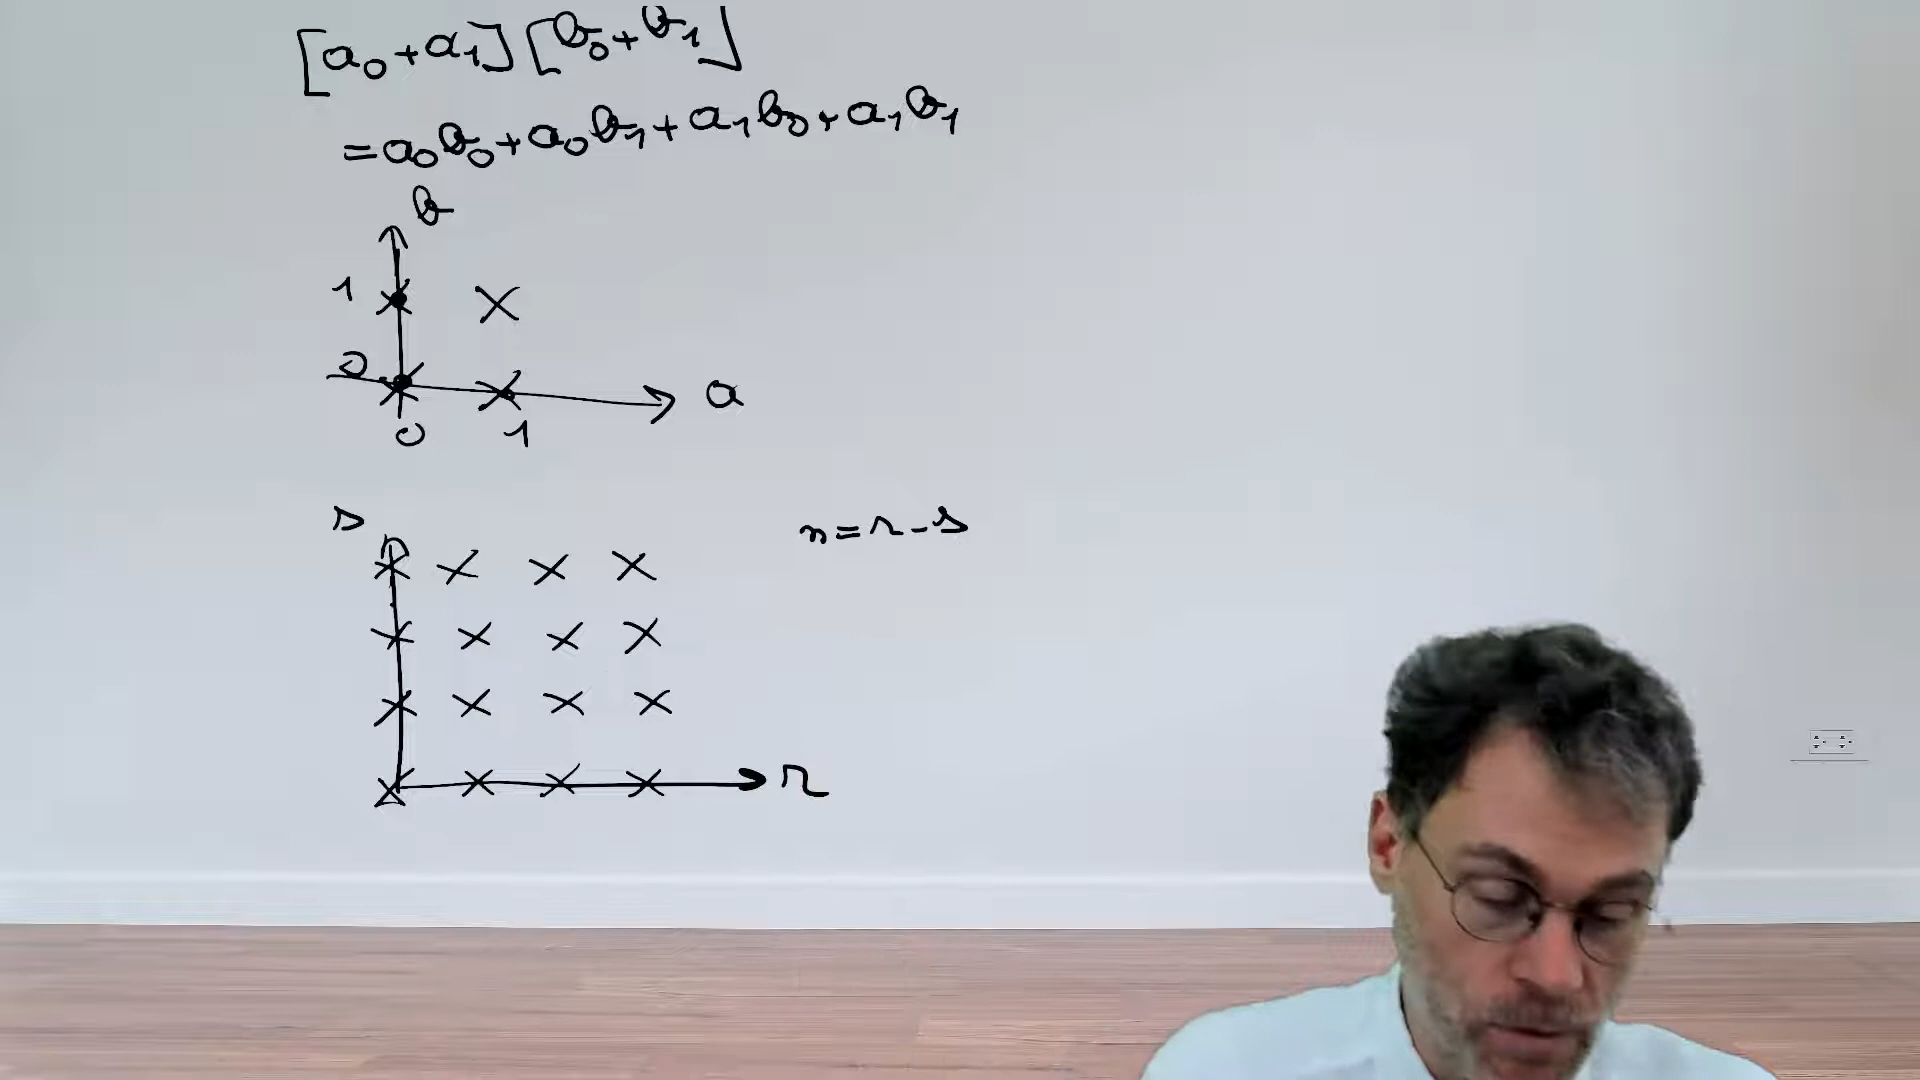 [a₀+a₁][b₀+b₁]
=a₀b₀+a₀b₁+a₁b₀+a₁b₁
b
1
0
a
0 1
s
n=r-s
r